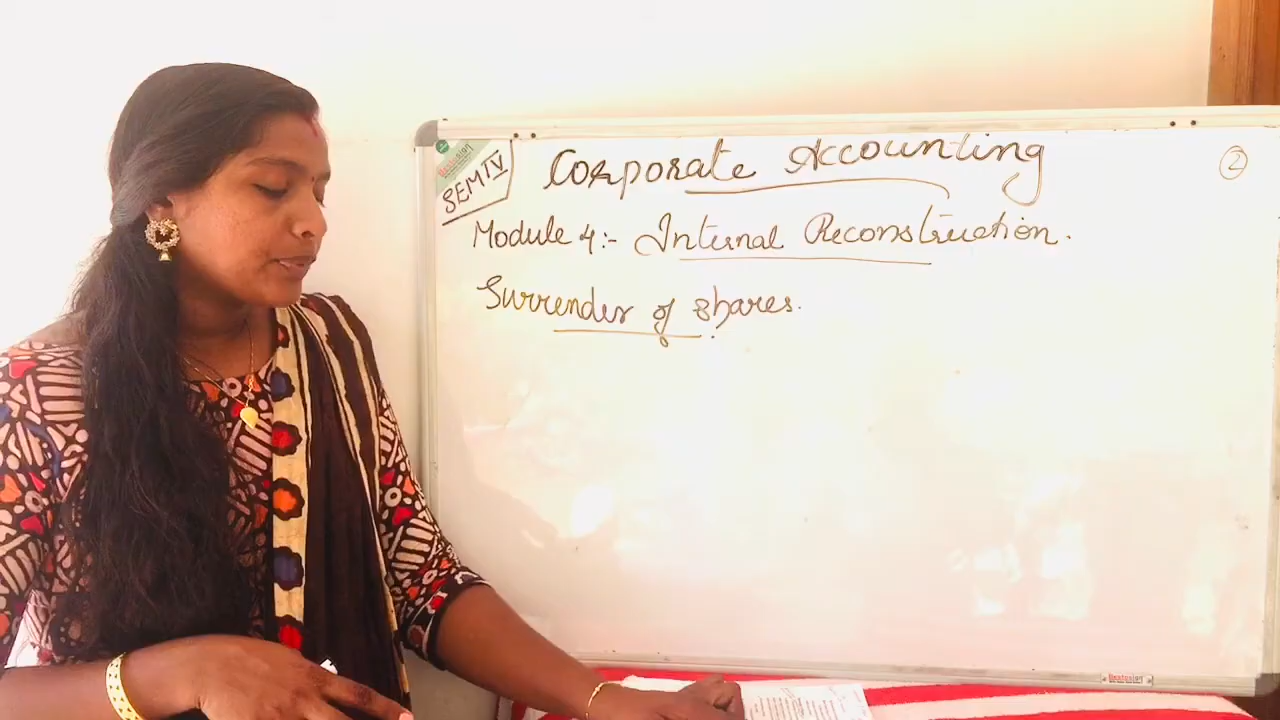 SEM IV
Corporate Accounting
2
Module 4:- Internal Reconstruction.
Surrender of shares.